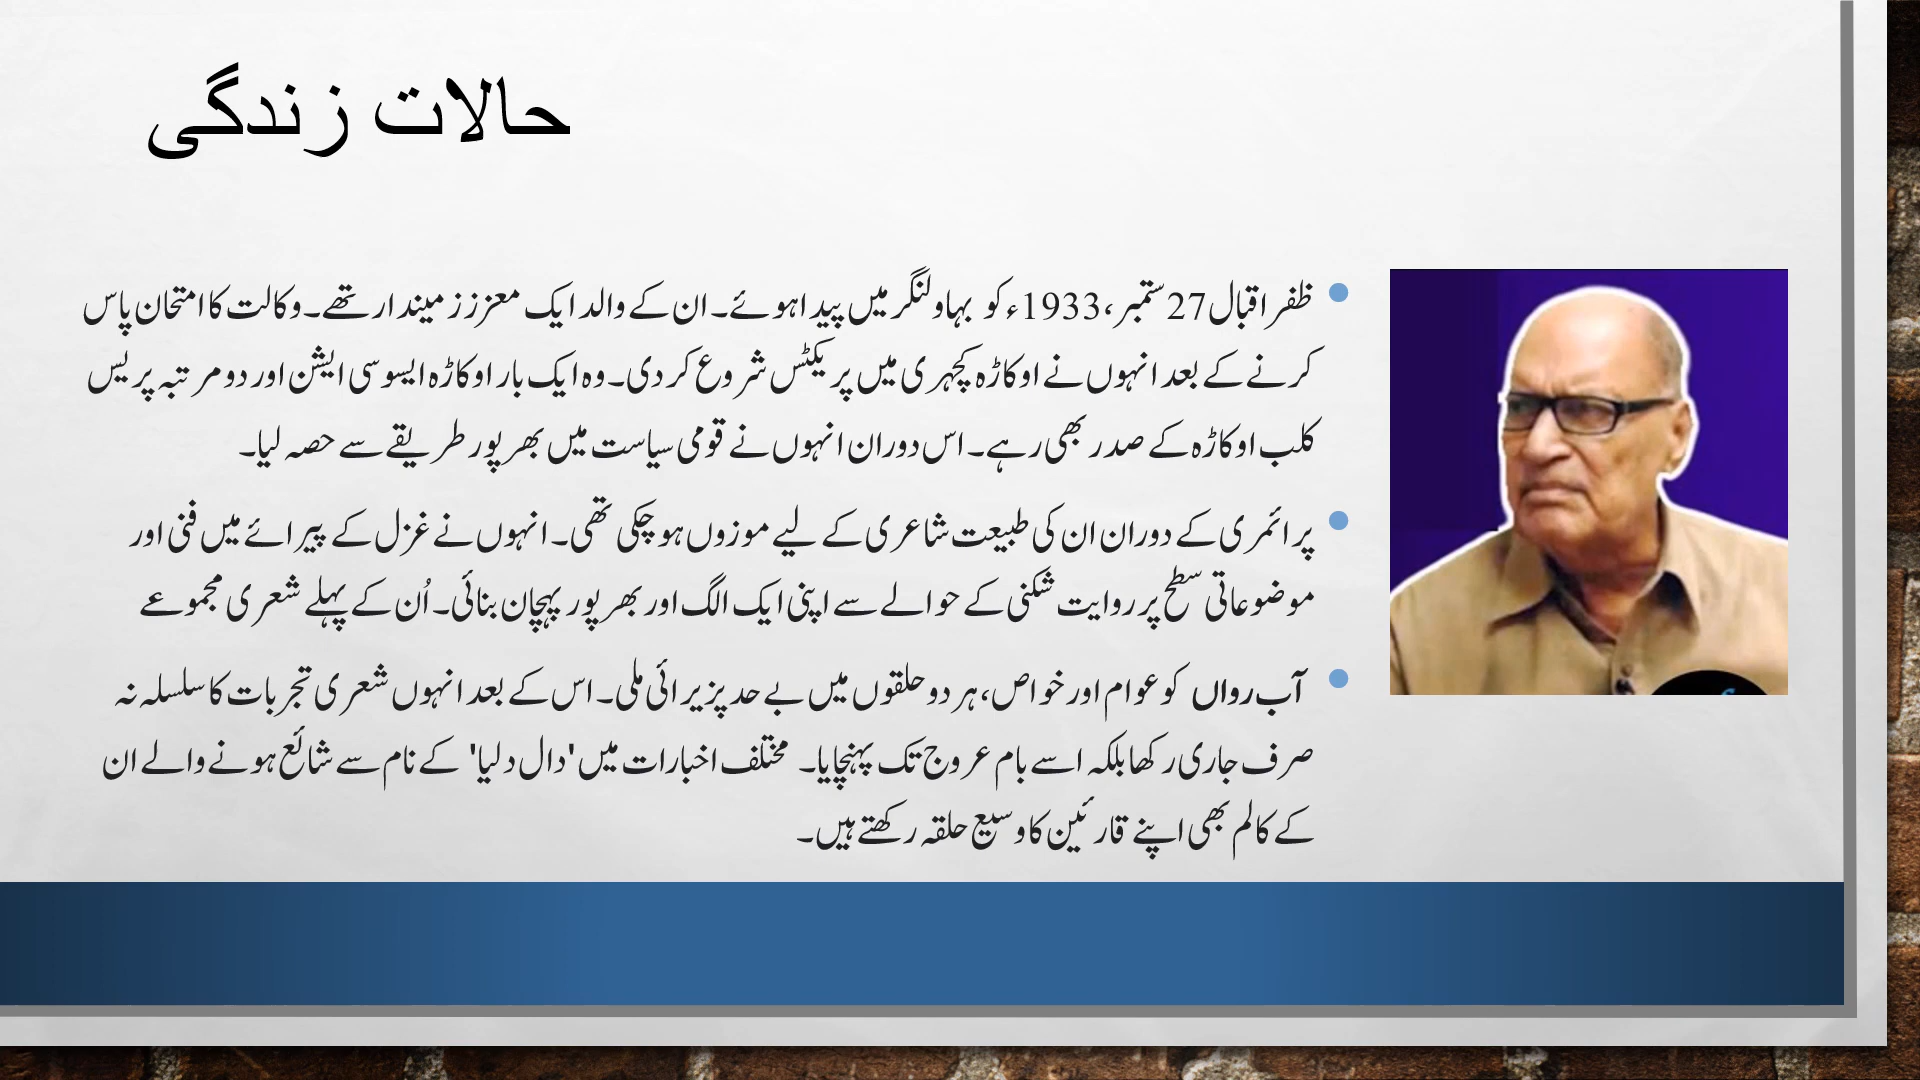 حالات زندگی
ظفر اقبال 27 ستمبر، 1933ء کو بہاولنگر میں پیدا ہوئے۔ ان کے والد ایک معزز زمیندار تھے۔ وکالت کا امتحان پاس
کرنے کے بعد انہوں نے اوکاڑہ کچہری میں پریکٹس شروع کر دی۔ وہ ایک بار اوکاڑہ ایسوسی ایشن اور دو مرتبہ پریس
کلب اوکاڑہ کے صدر بھی رہے۔ اس دوران انہوں نے قومی سیاست میں بھرپور طریقے سے حصہ لیا۔
پرائمری کے دوران ان کی طبیعت شاعری کے لیے موزوں ہو چکی تھی۔ انہوں نے غزل کے پیرائے میں فنی اور
موضوعاتی سطح پر روایت شکنی کے حوالے سے اپنی ایک الگ اور بھرپور پہچان بنائی۔ اُن کے پہلے شعری مجموعے
آب رواں کو عوام اور خواص، ہر دو حلقوں میں بے حد پزیرائی ملی۔ اس کے بعد انہوں شعری تجربات کا سلسلہ نہ
صرف جاری رکھا بلکہ اسے بام عروج تک پہنچایا۔ مختلف اخبارات میں 'دال دلیا' کے نام سے شائع ہونے والے ان
کے کالم بھی اپنے قارئین کا وسیع حلقہ رکھتے ہیں۔